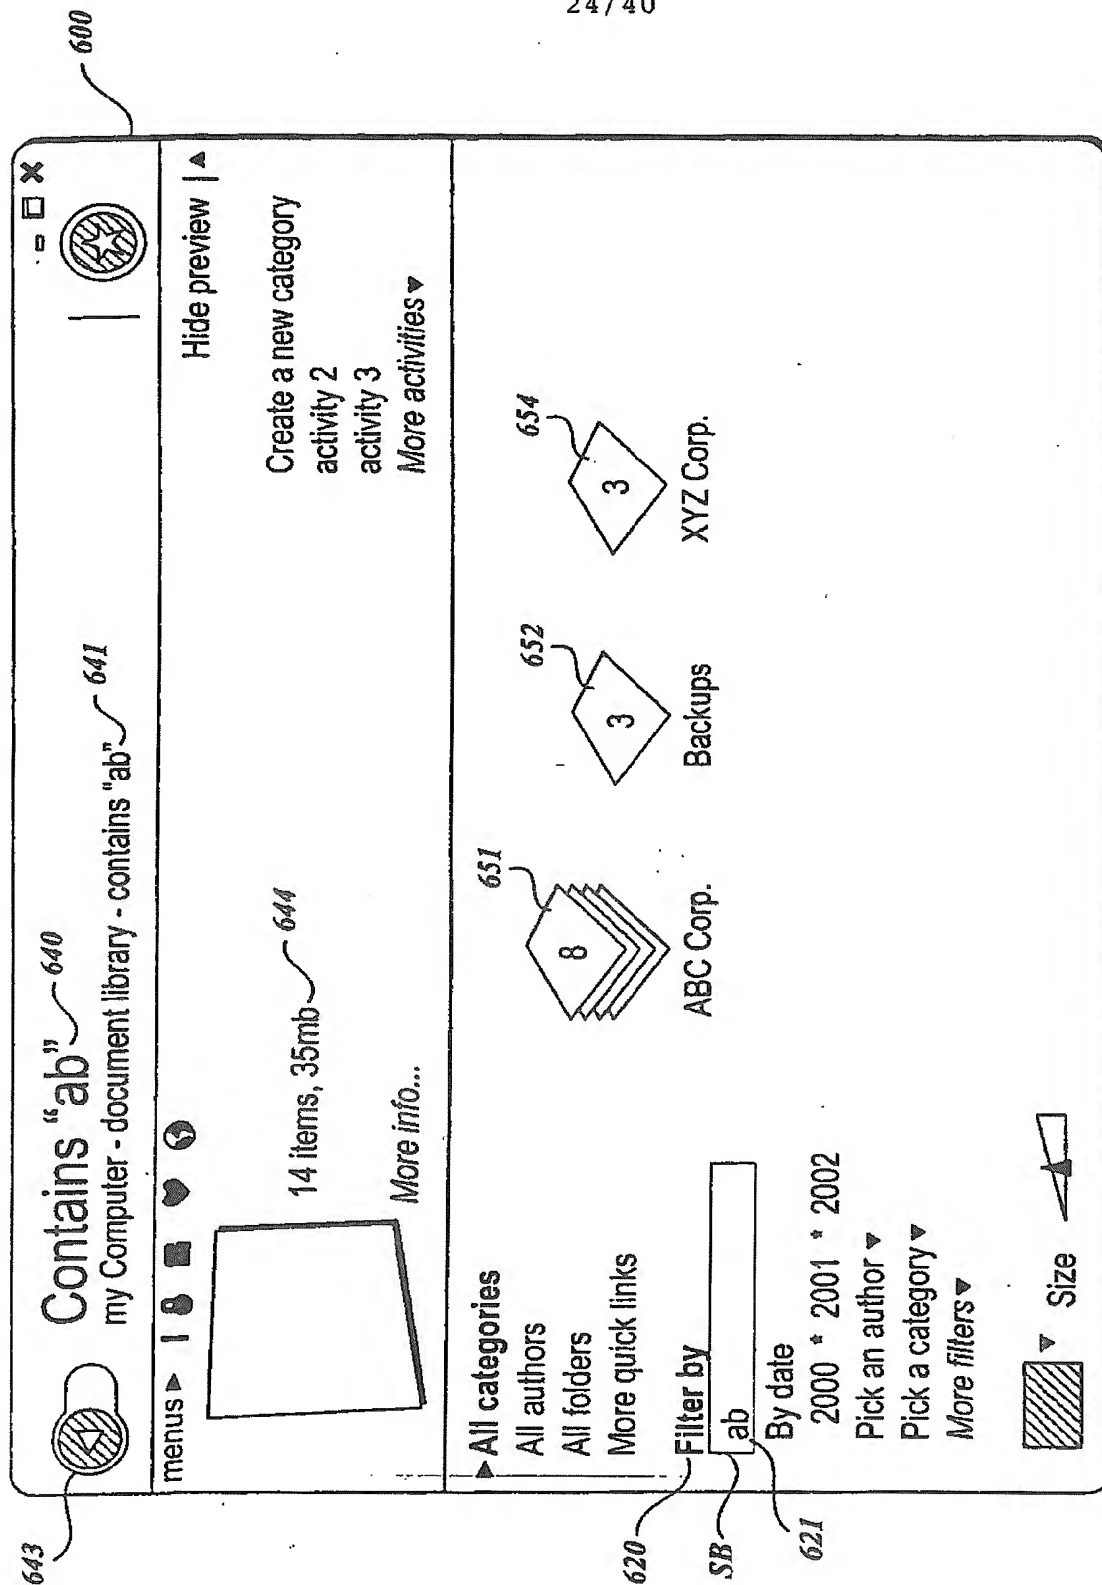 24/40
600
643
Contains “ab” 640
my Computer - document library - contains “ab” 641
menus
Hide preview
14 items, 35mb 644
More info...
Create a new category
activity 2
activity 3
More activities
All categories
All authors
All folders
More quick links
620
Filter by
SB
ab
621
By date
2000 * 2001 * 2002
Pick an author
Pick a category
More filters
Size
651
8
ABC Corp.
652
3
Backups
654
3
XYZ Corp.